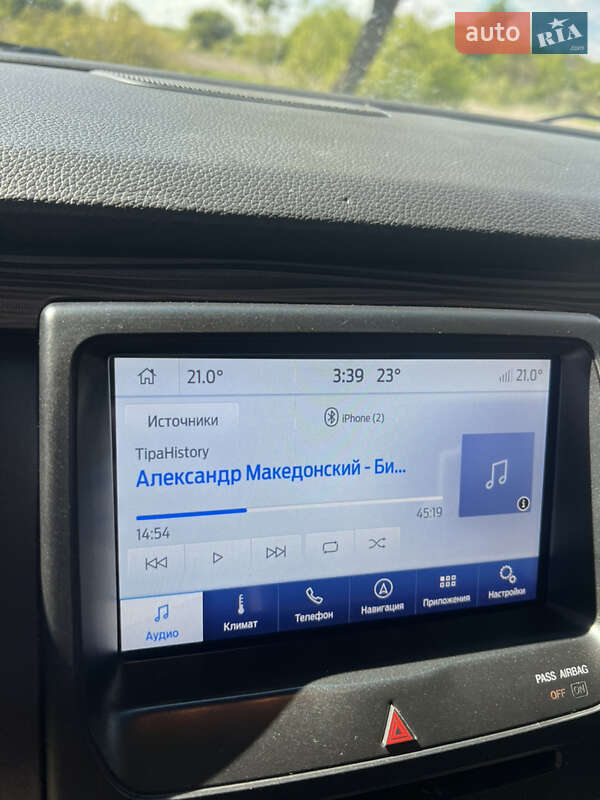 auto RIA .com
21.0° 3:39 23° 21.0°
Источники
iPhone (2)
TipaHistory
Александр Македонский - Би...
14:54 45:19
Аудио
Климат
Телефон
Навигация
Приложения
Настройки
PASS AIRBAG
OFF ON